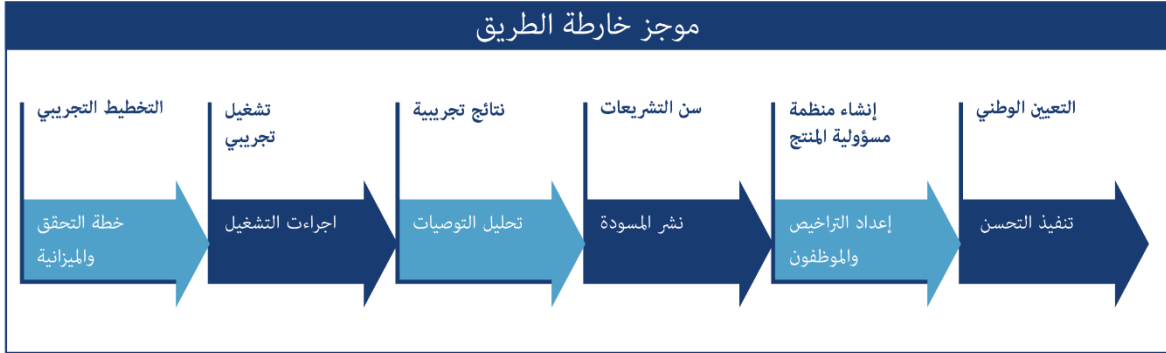 موجز خارطة الطريق
التخطيط التجريبي
خطة التحقق
والميزانية
تشغيل
تجريبي
اجراءت التشغيل
نتائج تجريبية
تحليل التوصيات
سن التشريعات
نشر المسودة
إنشاء منظمة
مسؤولية المنتج
إعداد التراخيص
والموظفون
التعيين الوطني
تنفيذ التحسن